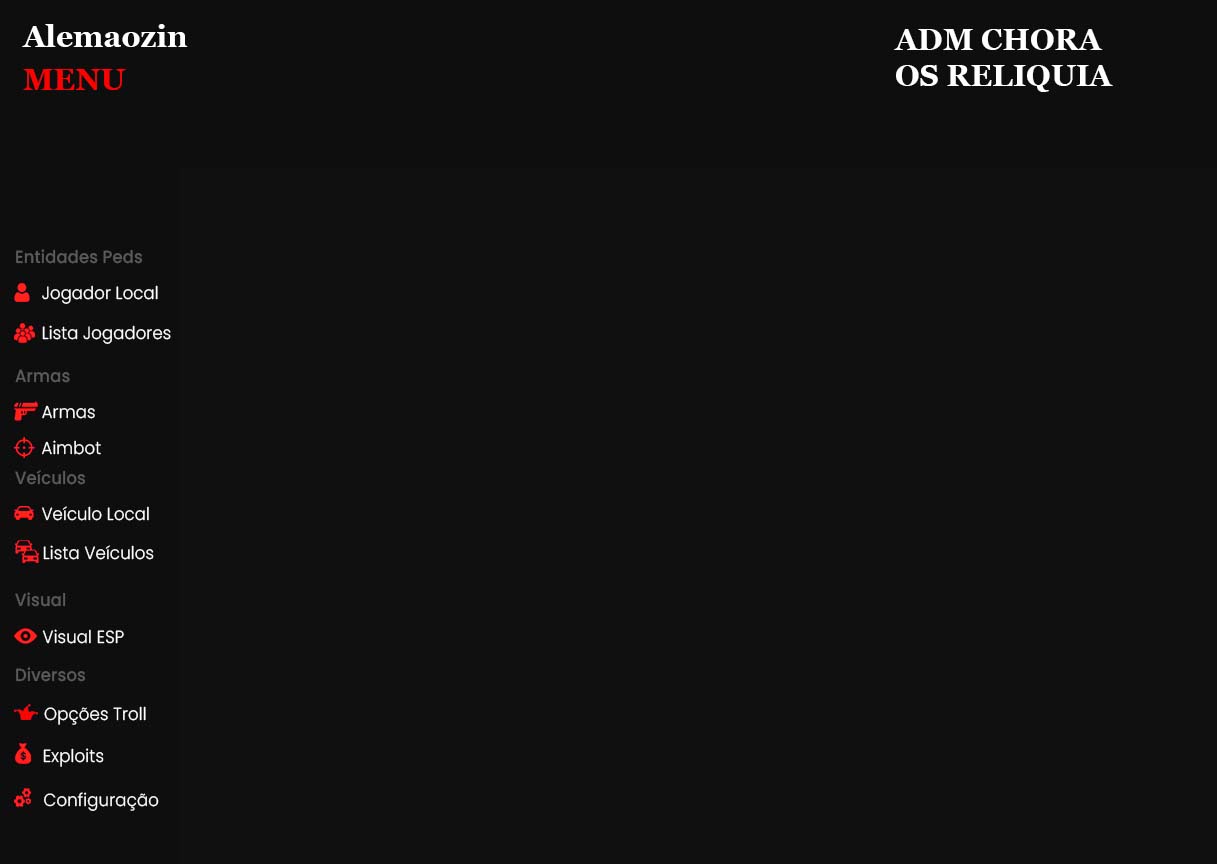 Alemaozin
MENU
ADM CHORA
OS RELIQUIA
Entidades Peds
Jogador Local
Lista Jogadores
Armas
Armas
Aimbot
Veículos
Veículo Local
Lista Veículos
Visual
Visual ESP
Diversos
Opções Troll
Exploits
Configuração